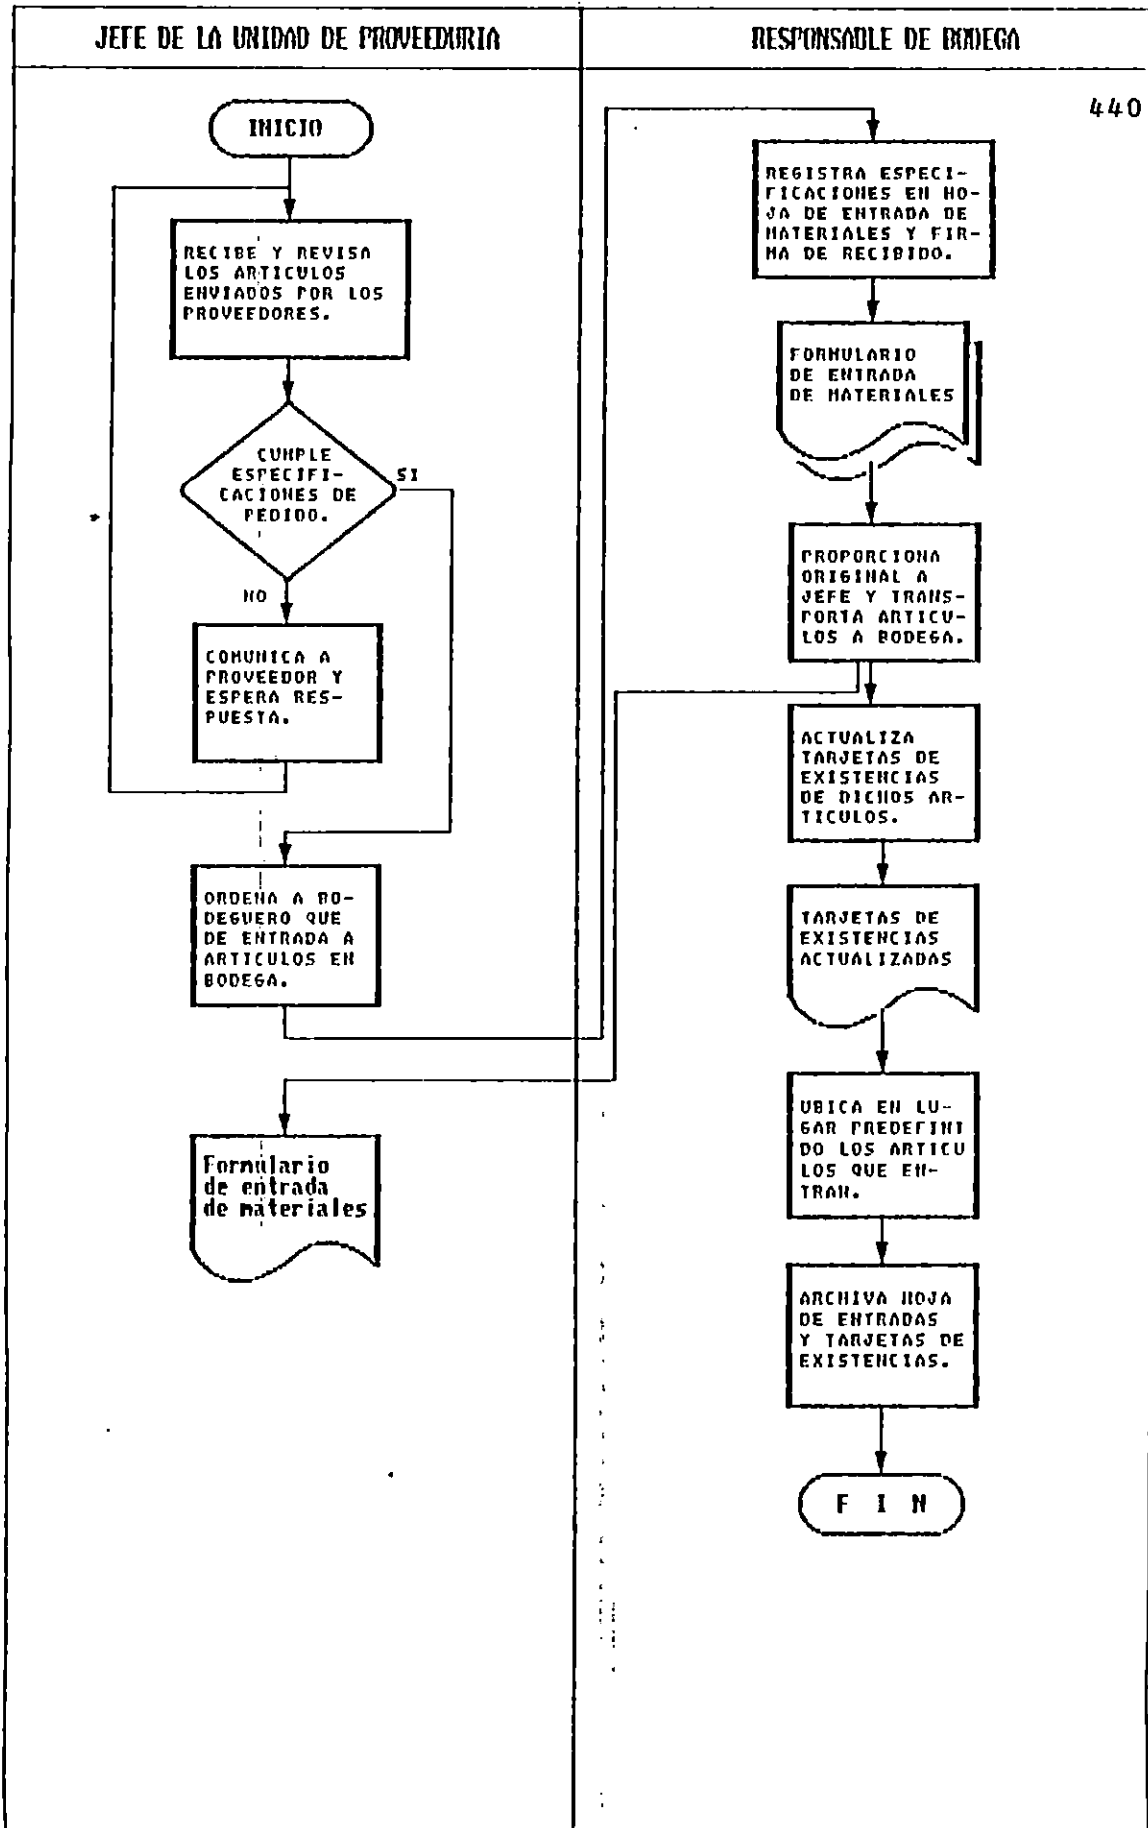 JEFE DE LA UNIDAD DE PROVEEDURIA
RESPONSABLE DE BODEGA
440
INICIO
RECIBE Y REVISA
LOS ARTICULOS
ENVIADOS POR LOS
PROVEEDORES.
CUMPLE
ESPECIFI-
CACIONES DE
PEDIDO.
SI
NO
COMUNICA A
PROVEEDOR Y
ESPERA RES-
PUESTA.
ORDENA A BO-
DEGUERO QUE
DE ENTRADA A
ARTICULOS EN
BODEGA.
Formulario
de entrada
de materiales
REGISTRA ESPECI-
FICACIONES EN HO-
JA DE ENTRADA DE
MATERIALES Y FIR-
MA DE RECIBIDO.
FORMULARIO
DE ENTRADA
DE MATERIALES
PROPORCIONA
ORIGINAL A
JEFE Y TRANS-
PORTA ARTICU-
LOS A BODEGA.
ACTUALIZA
TARJETAS DE
EXISTENCIAS
DE DICHOS AR-
TICULOS.
TARJETAS DE
EXISTENCIAS
ACTUALIZADAS
UBICA EN LU-
GAR PREDEFINI
DO LOS ARTICU
LOS QUE EN-
TRAN.
ARCHIVA HOJA
DE ENTRADAS
Y TARJETAS DE
EXISTENCIAS.
F I N